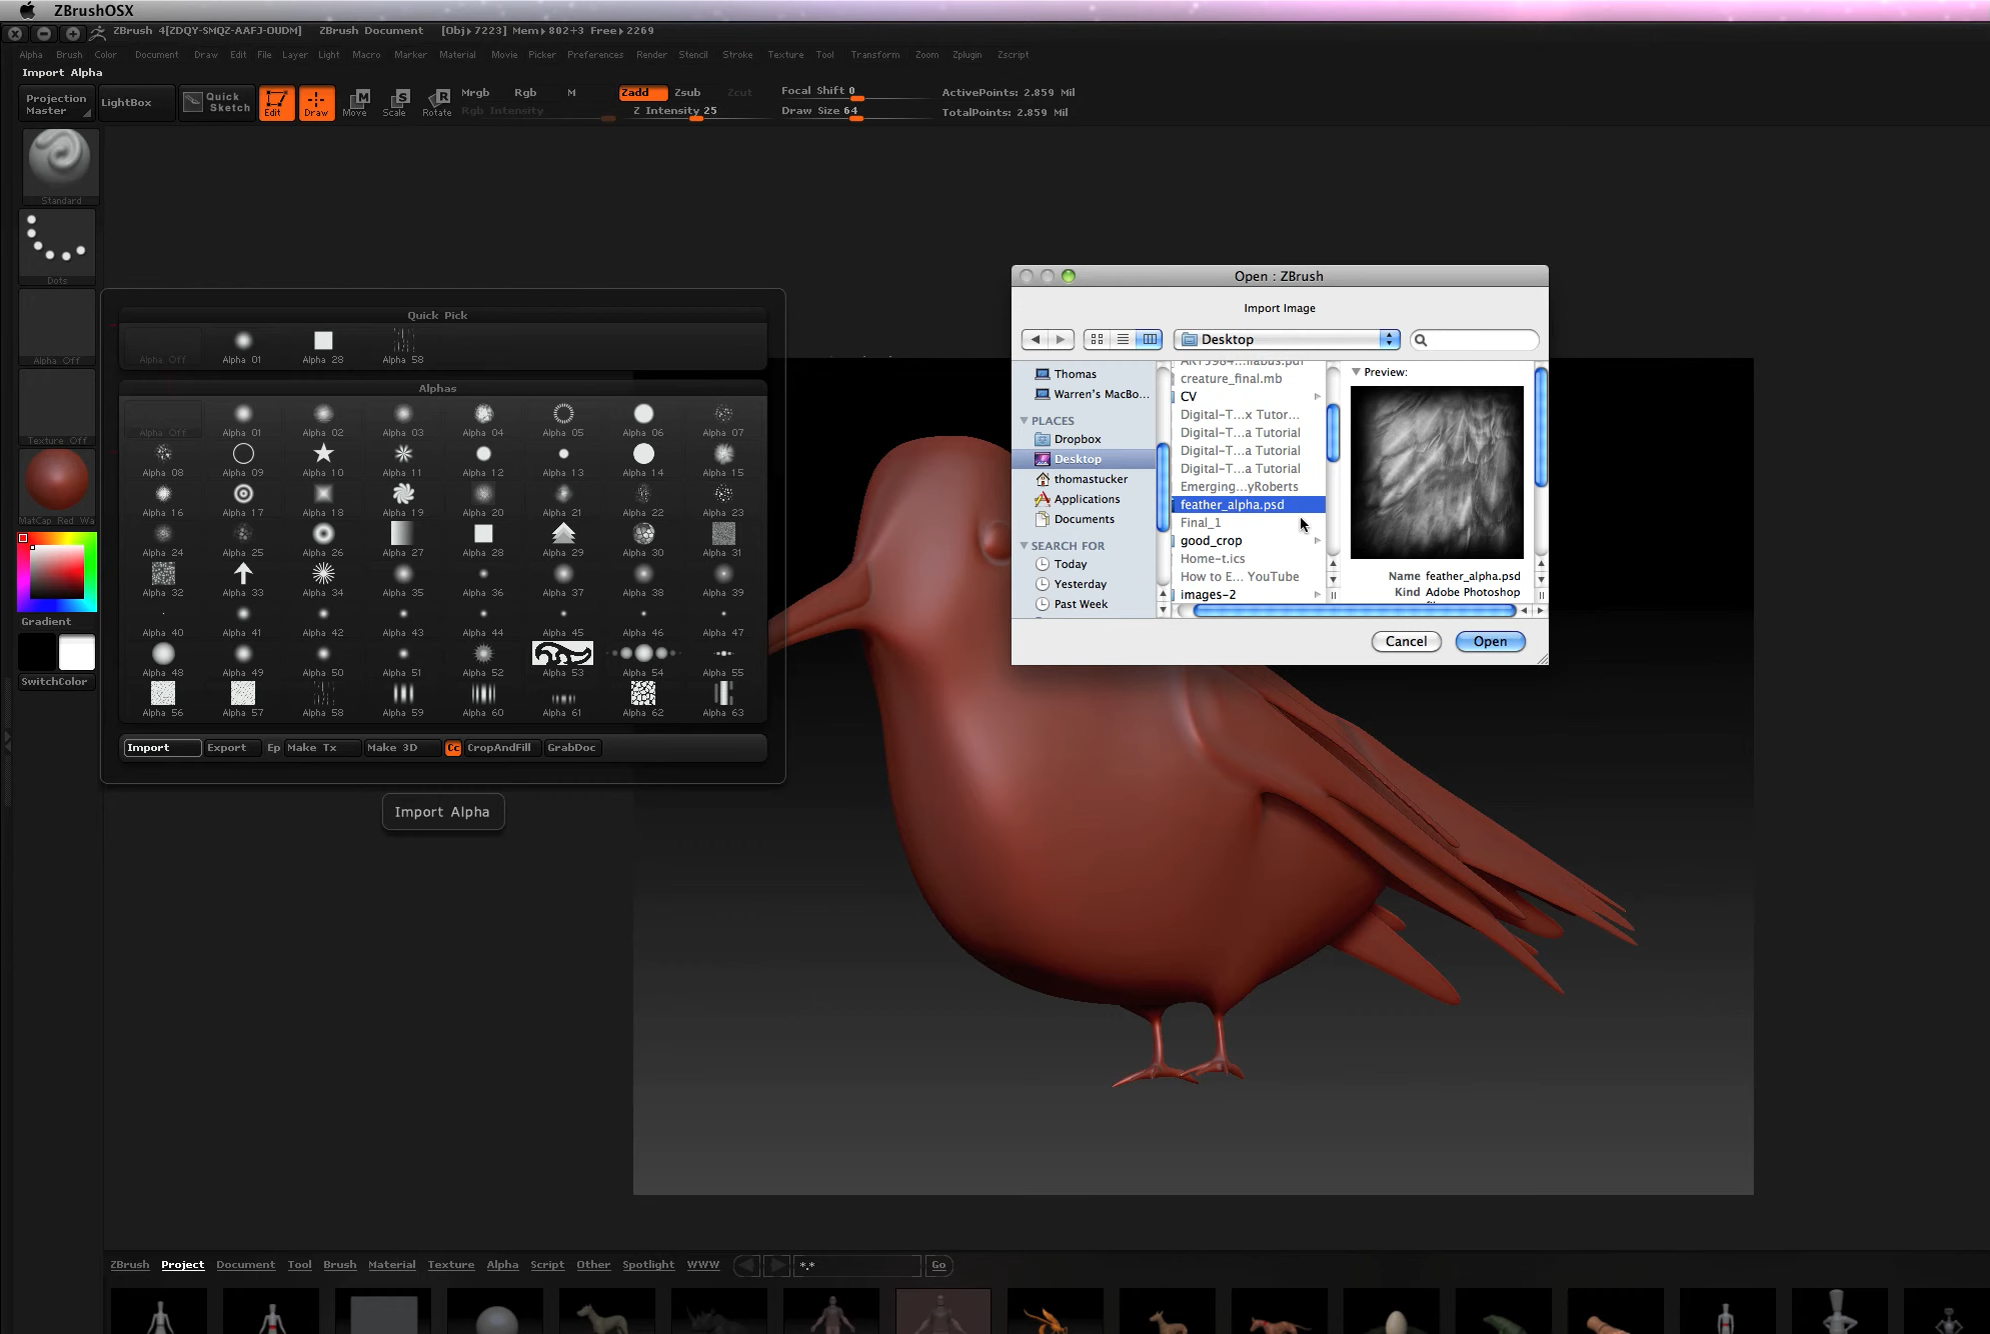 ZBrushOSX
ZBrush 4[ZDQY-SMQZ-AAFJ-OUDM] ZBrush Document [Obj▸7223] Mem▸802+3 Free▸2269
Alpha Brush Color Document Draw Edit File Layer Light Macro Marker Material Movie Picker Preferences Render Stencil Stroke Texture Tool Transform Zoom Zplugin Zscript
Import Alpha
Projection Master
LightBox
Quick Sketch
Edit
Draw
Move
Scale
Rotate
Mrgb Rgb M Zadd Zsub Zcut
Rgb Intensity Z Intensity 25
Focal Shift 0
Draw Size 64
ActivePoints: 2.859 Mil
TotalPoints: 2.859 Mil
Standard
Dots
Alpha Off
Texture Off
MatCap Red Wa
Gradient
SwitchColor
Quick Pick
Alpha Off Alpha 01 Alpha 28 Alpha 58
Alphas
Alpha Off Alpha 01 Alpha 02 Alpha 03 Alpha 04 Alpha 05 Alpha 06 Alpha 07
Alpha 08 Alpha 09 Alpha 10 Alpha 11 Alpha 12 Alpha 13 Alpha 14 Alpha 15
Alpha 16 Alpha 17 Alpha 18 Alpha 19 Alpha 20 Alpha 21 Alpha 22 Alpha 23
Alpha 24 Alpha 25 Alpha 26 Alpha 27 Alpha 28 Alpha 29 Alpha 30 Alpha 31
Alpha 32 Alpha 33 Alpha 34 Alpha 35 Alpha 36 Alpha 37 Alpha 38 Alpha 39
Alpha 40 Alpha 41 Alpha 42 Alpha 43 Alpha 44 Alpha 45 Alpha 46 Alpha 47
Alpha 48 Alpha 49 Alpha 50 Alpha 51 Alpha 52 Alpha 53 Alpha 54 Alpha 55
Alpha 56 Alpha 57 Alpha 58 Alpha 59 Alpha 60 Alpha 61 Alpha 62 Alpha 63
Import Export Ep Make Tx Make 3D Cc CropAndFill GrabDoc
Import Alpha
Open : ZBrush
Import Image
Desktop
Thomas
Warren's MacBo...
PLACES
Dropbox
Desktop
thomastucker
Applications
Documents
SEARCH FOR
Today
Yesterday
Past Week
creature_final.mb
CV
Digital-T...x Tutor...
Digital-T...a Tutorial
Digital-T...a Tutorial
Digital-T...a Tutorial
Emerging...yRoberts
feather_alpha.psd
Final_1
good_crop
Home-t.ics
How to E... YouTube
images-2
Preview:
Name feather_alpha.psd
Kind Adobe Photoshop
Cancel Open
ZBrush Project Document Tool Brush Material Texture Alpha Script Other Spotlight WWW *.* Go